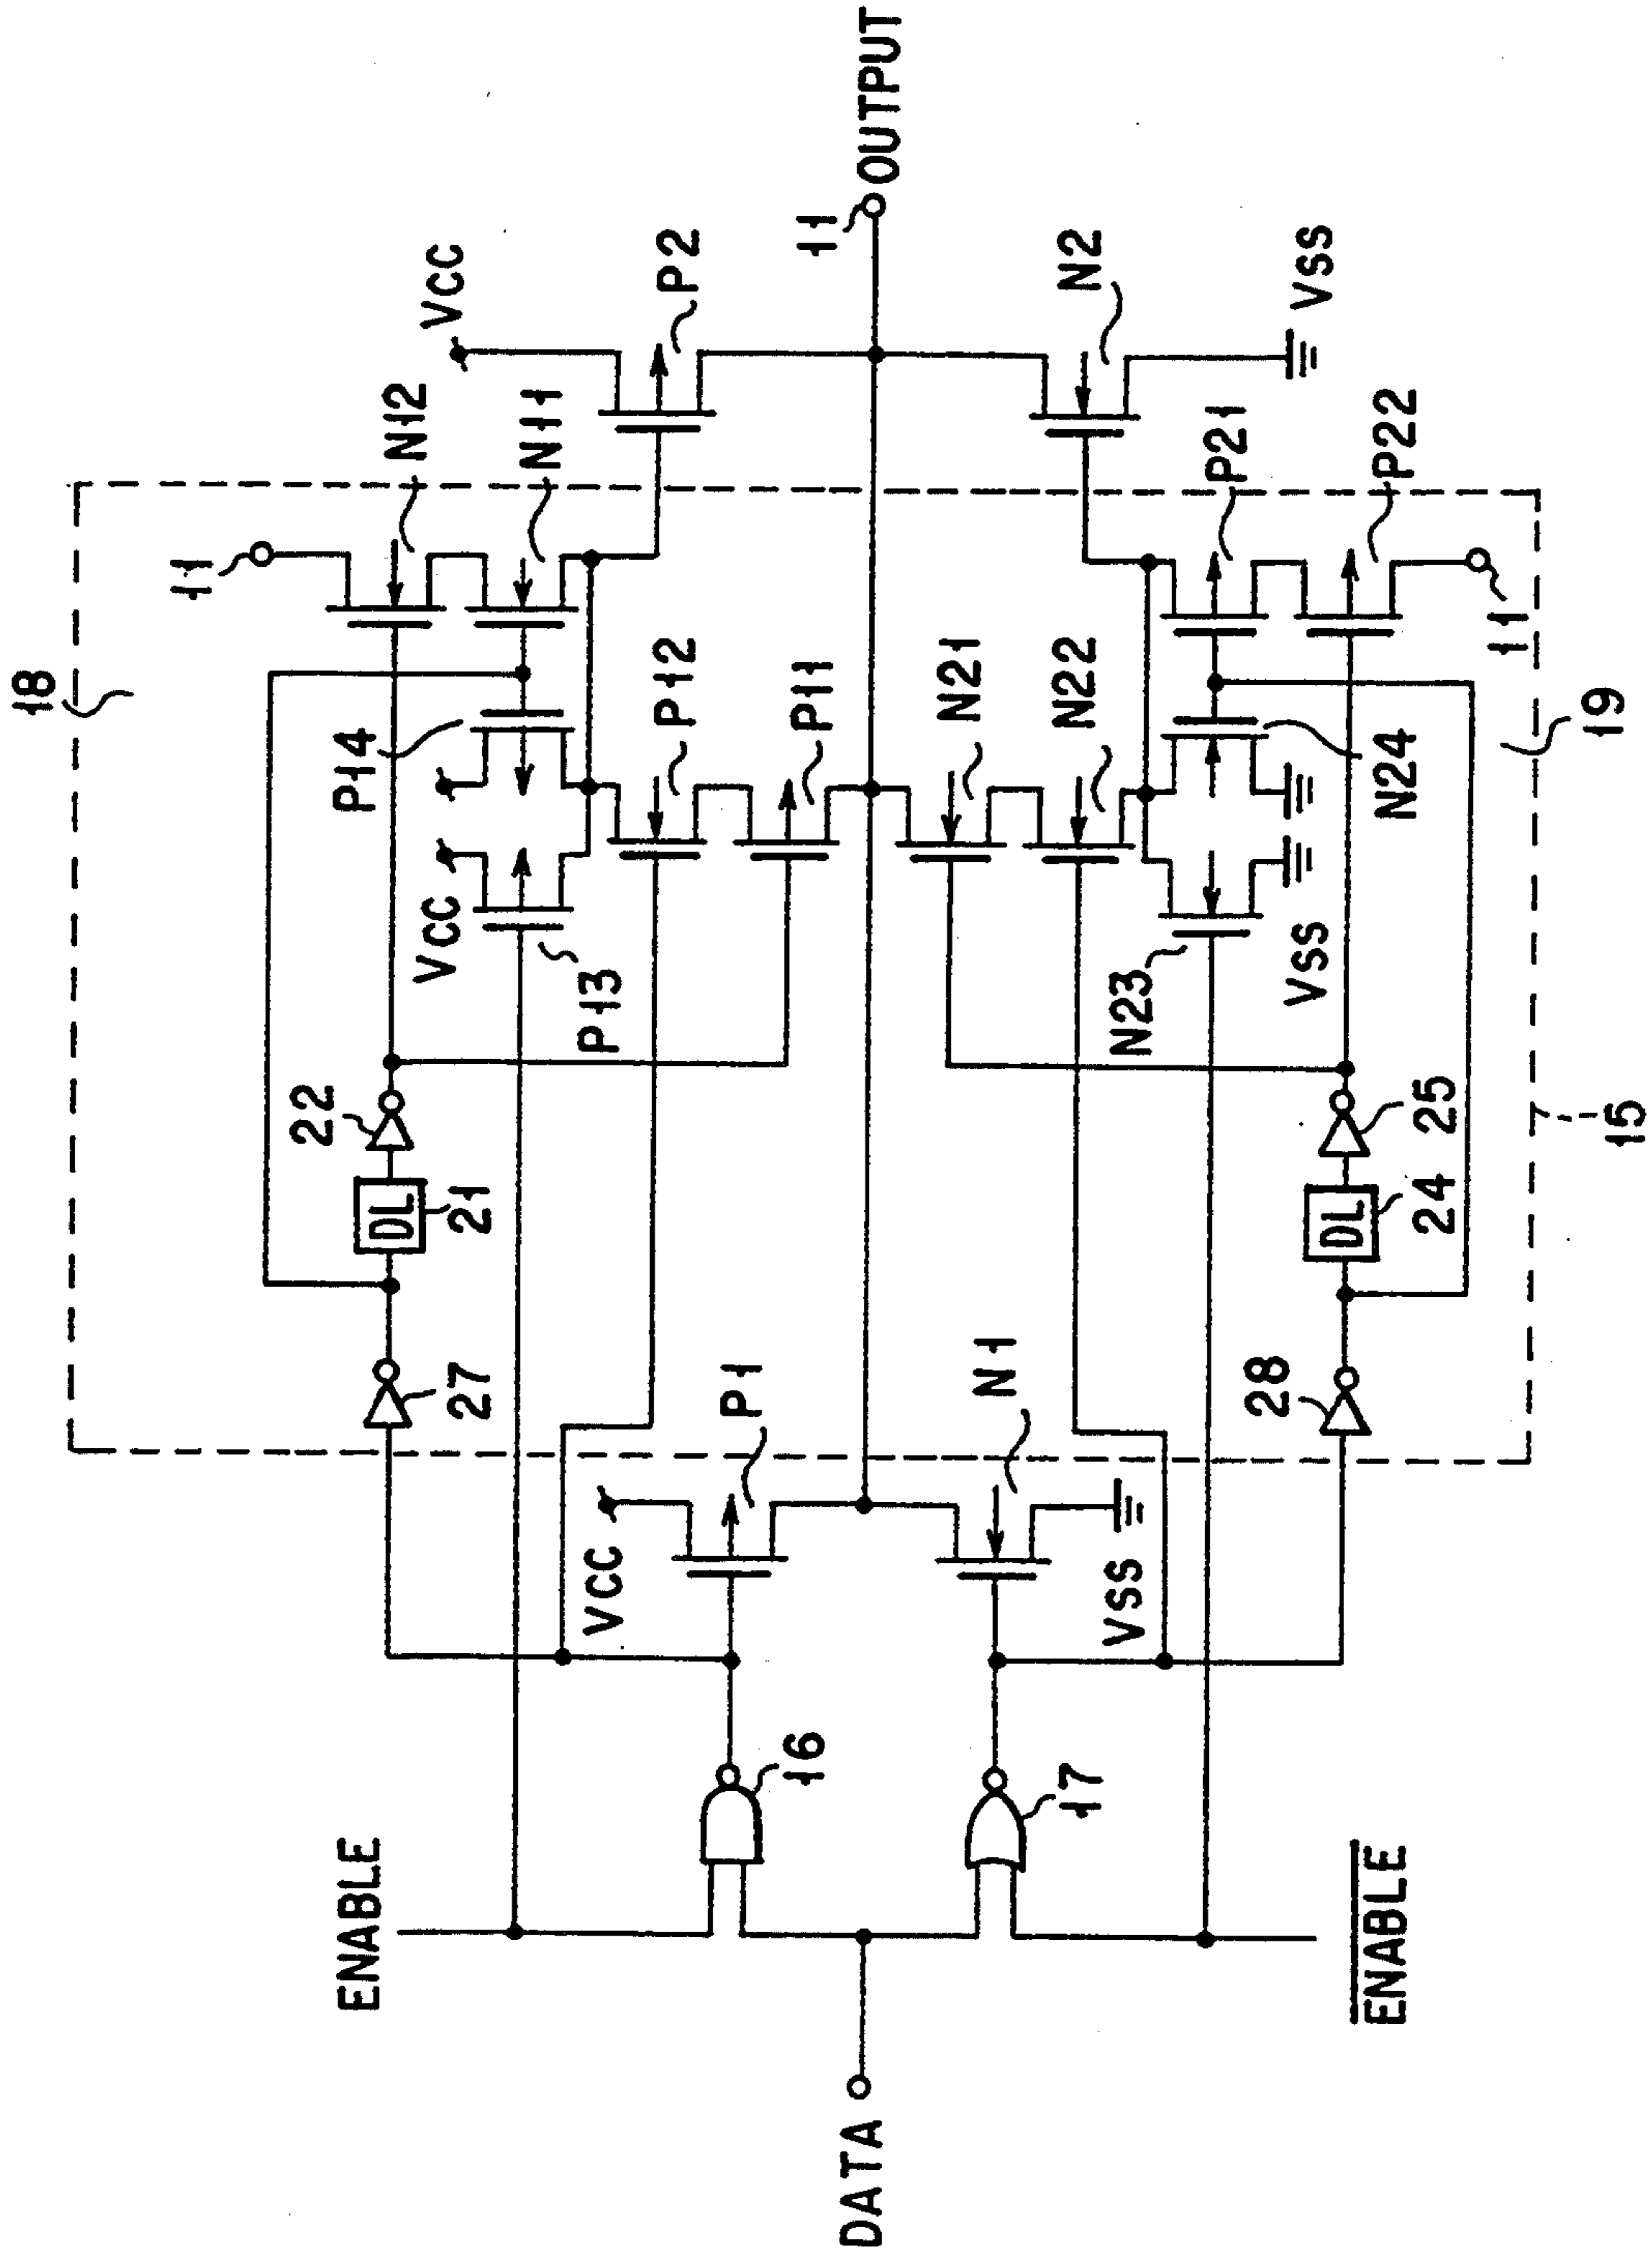 18
11
VCC
N12
N11
P2
P14
VCC
P13
P12
P11
22
DL
21
27
ENABLE
VCC
P1
16
DATA
11
OUTPUT
17
N1
VSS
N21
N22
N2
VSS
N23
VSS
N24
P21
P22
11
19
28
DL
24
25
15
ENABLE